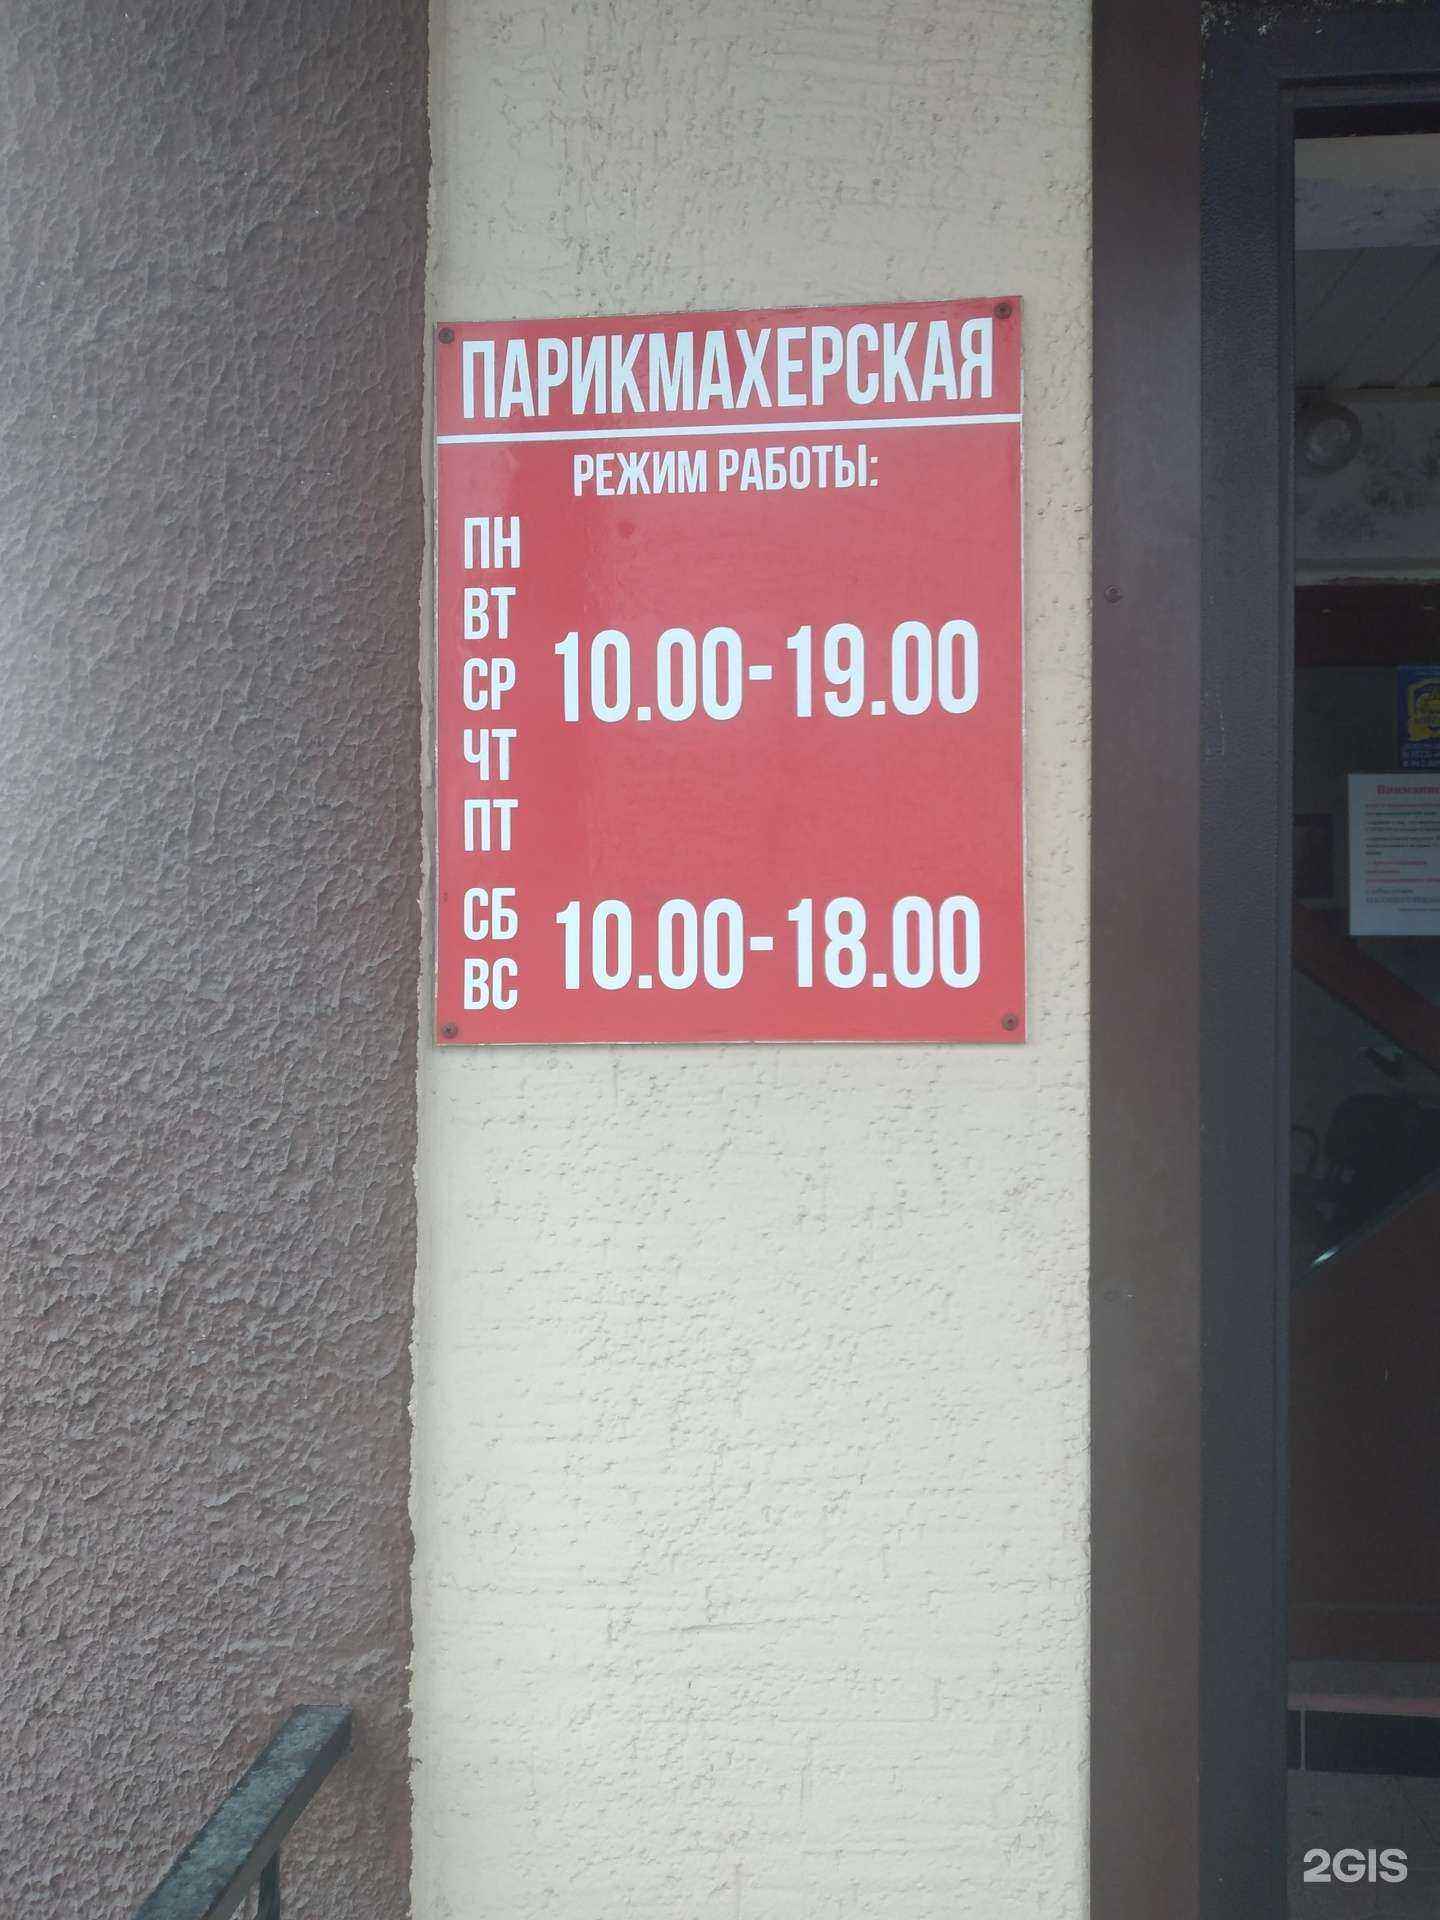 ПАРИКМАХЕРСКАЯ
РЕЖИМ РАБОТЫ:
ПН
ВТ
СР 10.00-19.00
ЧТ
ПТ
СБ 10.00-18.00
ВС
Внимание
2GIS